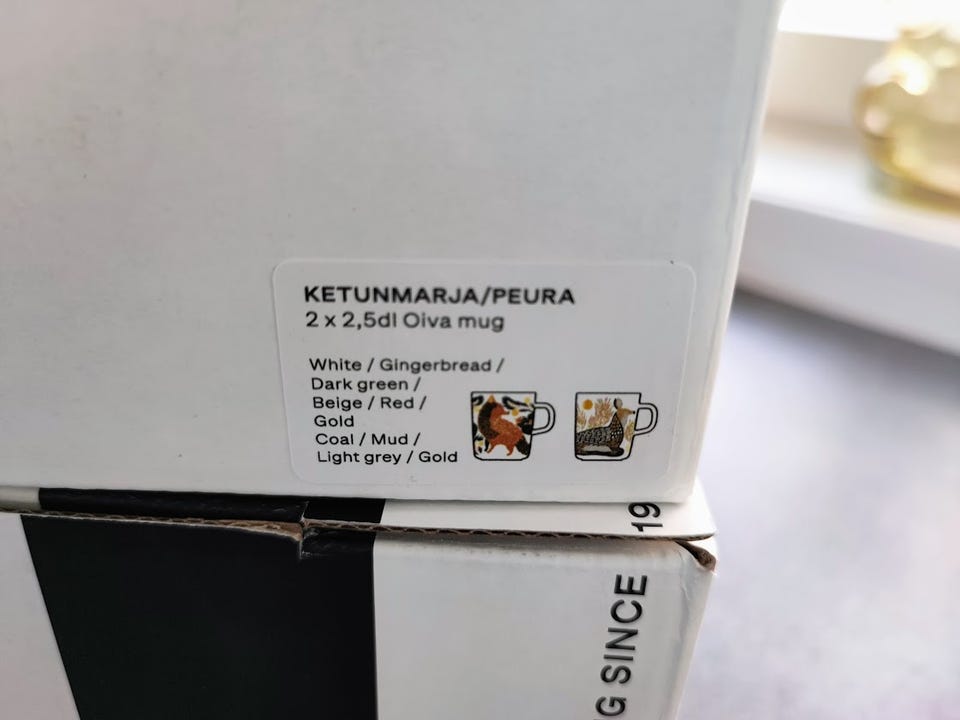 KETUNMARJA/PEURA
2 x 2,5dl Oiva mug
White / Gingerbread /
Dark green /
Beige / Red /
Gold
Coal / Mud /
Light grey / Gold
19
G SINCE